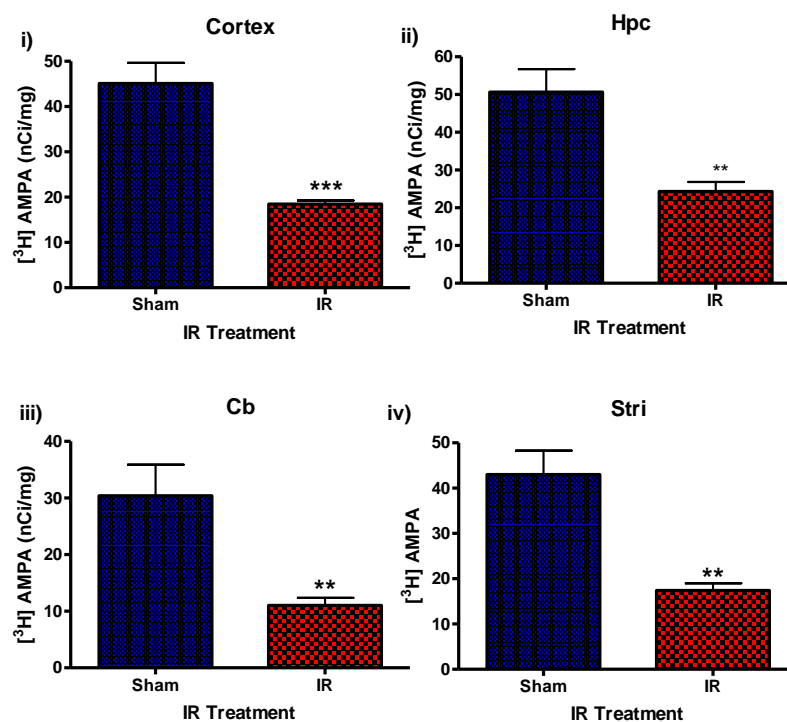 i)
Cortex
[³H] AMPA (nCi/mg)
50
40
30
20
10
0
***
Sham
IR
IR Treatment
ii)
Hpc
[³H] AMPA (nCi/mg)
60
50
40
30
20
10
0
**
Sham
IR
IR Treatment
iii)
Cb
[³H] AMPA (nCi/mg)
40
30
20
10
0
**
Sham
IR
IR Treatment
iv)
Stri
[³H] AMPA
50
40
30
20
10
0
**
Sham
IR
IR Treatment